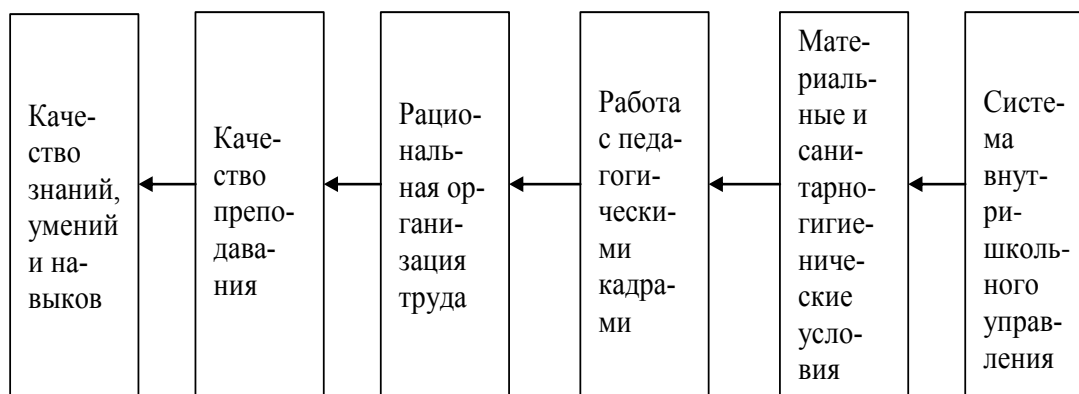 Каче-
ство
знаний,
умений
и на-
выков
Каче-
ство
препо-
дава-
ния
Рацио-
наль-
ная ор-
гани-
зация
труда
Работа
с педа-
гоги-
чески-
ми
кадра-
ми
Мате-
риаль-
ные и
сани-
тарно-
гигие-
ниче-
ские
усло-
вия
Систе-
ма
внут-
ри-
школь-
ного
управ-
ления